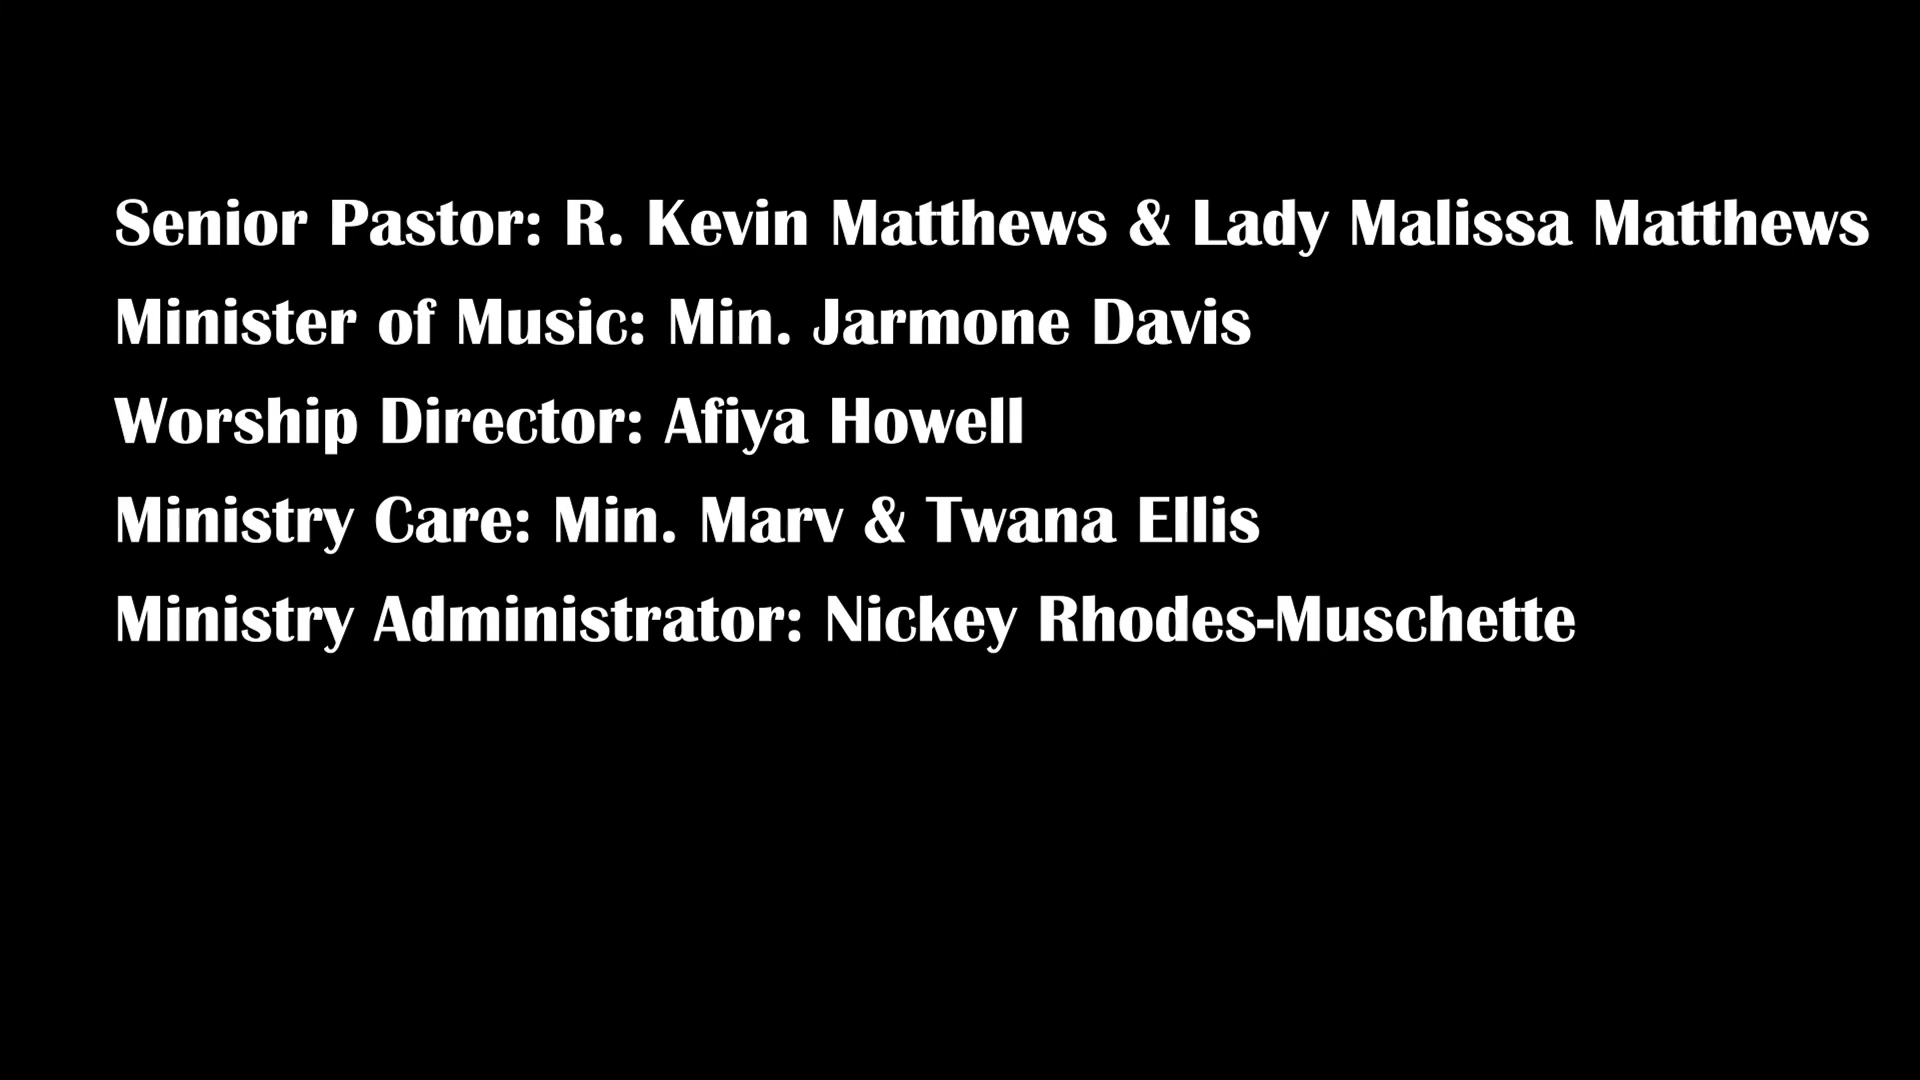 Senior Pastor: R. Kevin Matthews & Lady Malissa Matthews
Minister of Music: Min. Jarmone Davis
Worship Director: Afiya Howell
Ministry Care: Min. Marv & Twana Ellis
Ministry Administrator: Nickey Rhodes-Muschette